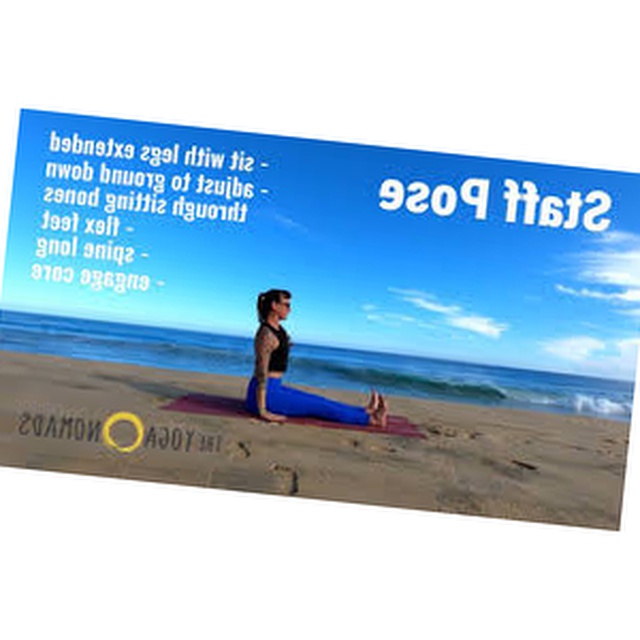 Staff Pose
- sit with legs extended
- adjust to ground down
through sitting bones
- flex feet
- spine long
- engage core
THE YOGA NOMADS